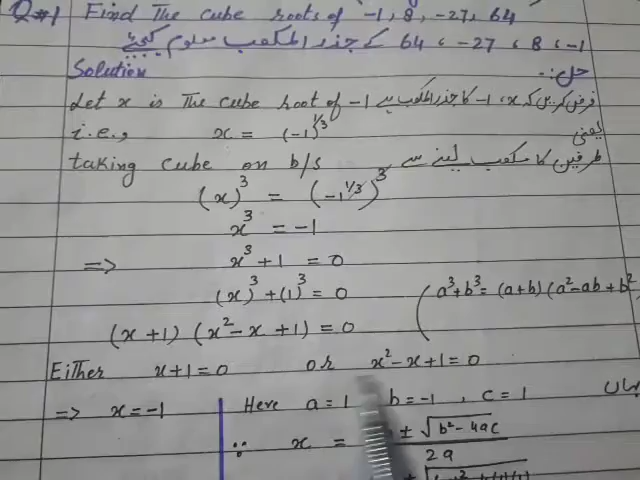 Q#1 Find The cube roots of -1, 8, -27, 64
-1 ، 8 ، -27 ، 64 کے جذر المکعب معلوم کیجئے
Solution حل:۔
Let x is The cube root of -1 فرض کریں کہ x، -1 کا جذر المکعب ہے
i.e., x = (-1)^1/3 یعنی
taking cube on b/s طرفین کا مکعب لینے سے
(x)^3 = (-1^1/3)^3
x^3 = -1
=> x^3 + 1 = 0
(x)^3 + (1)^3 = 0 (a^3+b^3 = (a+b)(a^2-ab+b^2
(x+1) (x^2-x+1) = 0
Either x+1=0 or x^2-x+1=0
=> x=-1 Here a=1 b=-1, c=1 یہاں
∵ x = ± √b^2-4ac
2a